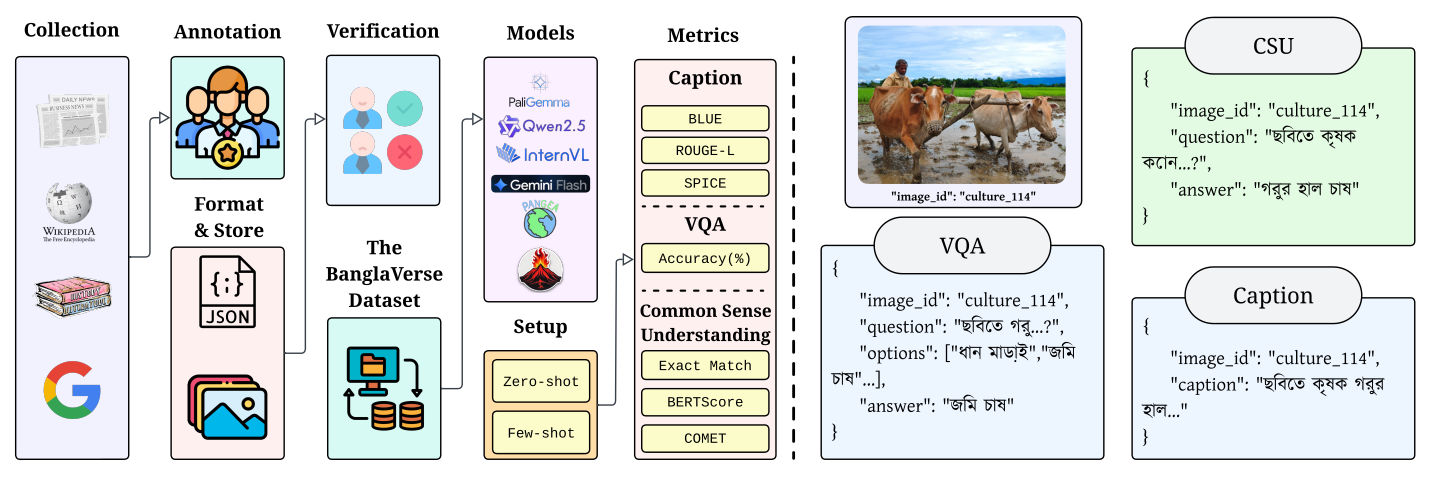 Collection
DAILY NEWS
BUSINESS NEWS
WIKIPEDIA
The Free Encyclopedia
Annotation
Format
& Store
{;}
JSON
Verification
The
BanglaVerse
Dataset
Models
PaliGemma
Qwen2.5
InternVL
Gemini Flash
PANGEA
Setup
Zero-shot
Few-shot
Metrics
Caption
BLUE
ROUGE-L
SPICE
VQA
Accuracy(%)
Common Sense
Understanding
Exact Match
BERTScore
COMET
"image_id": "culture_114"
VQA
{
"image_id": "culture_114",
"question": "ছবিতে গরু...?",
"options": ["ধান মাড়াই","জমি
চাষ"...],
"answer": "জমি চাষ"
}
CSU
{
"image_id": "culture_114",
"question": "ছবিতে কৃষক
কোন...?",
"answer": "গরুর হাল চাষ"
}
Caption
{
"image_id": "culture_114",
"caption": "ছবিতে কৃষক গরুর
হাল..."
}